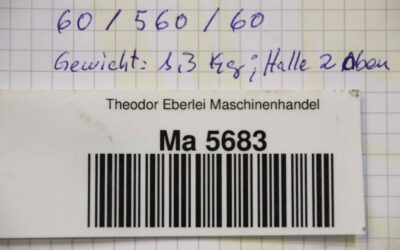 60 / 560 / 60
Gewicht: 1,3 kg; Halle 2 Oben
Theodor Eberlei Maschinenhandel
Ma 5683